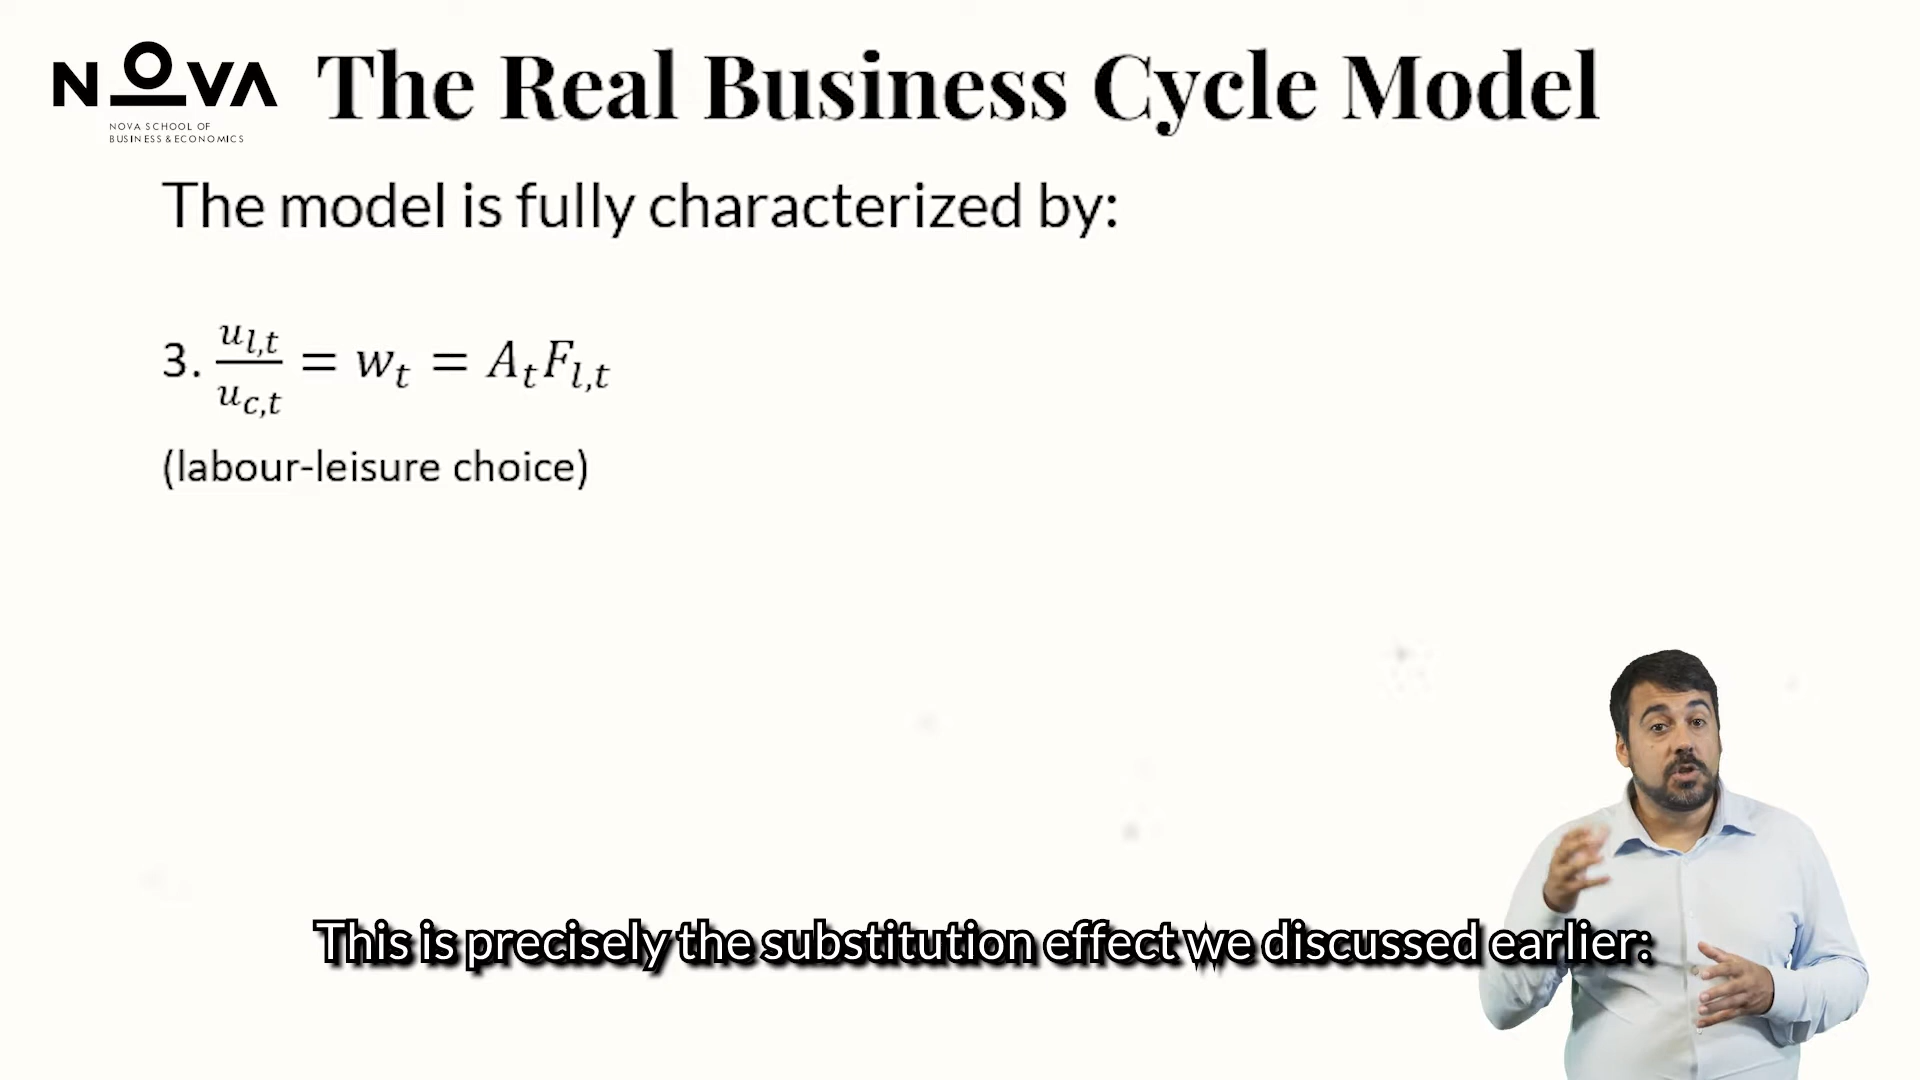 NOVA
NOVA SCHOOL OF
BUSINESS & ECONOMICS
The Real Business Cycle Model
The model is fully characterized by:
3. \frac{u_{l,t}}{u_{c,t}} = w_t = A_t F_{l,t}
(labour-leisure choice)
This is precisely the substitution effect we discussed earlier: